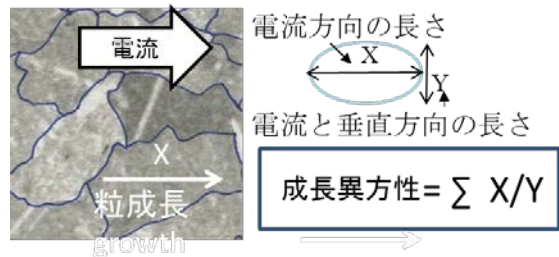 電流
X
粒成長
growth
電流方向の長さ
X
Y
電流と垂直方向の長さ
成長異方性=∑ X/Y